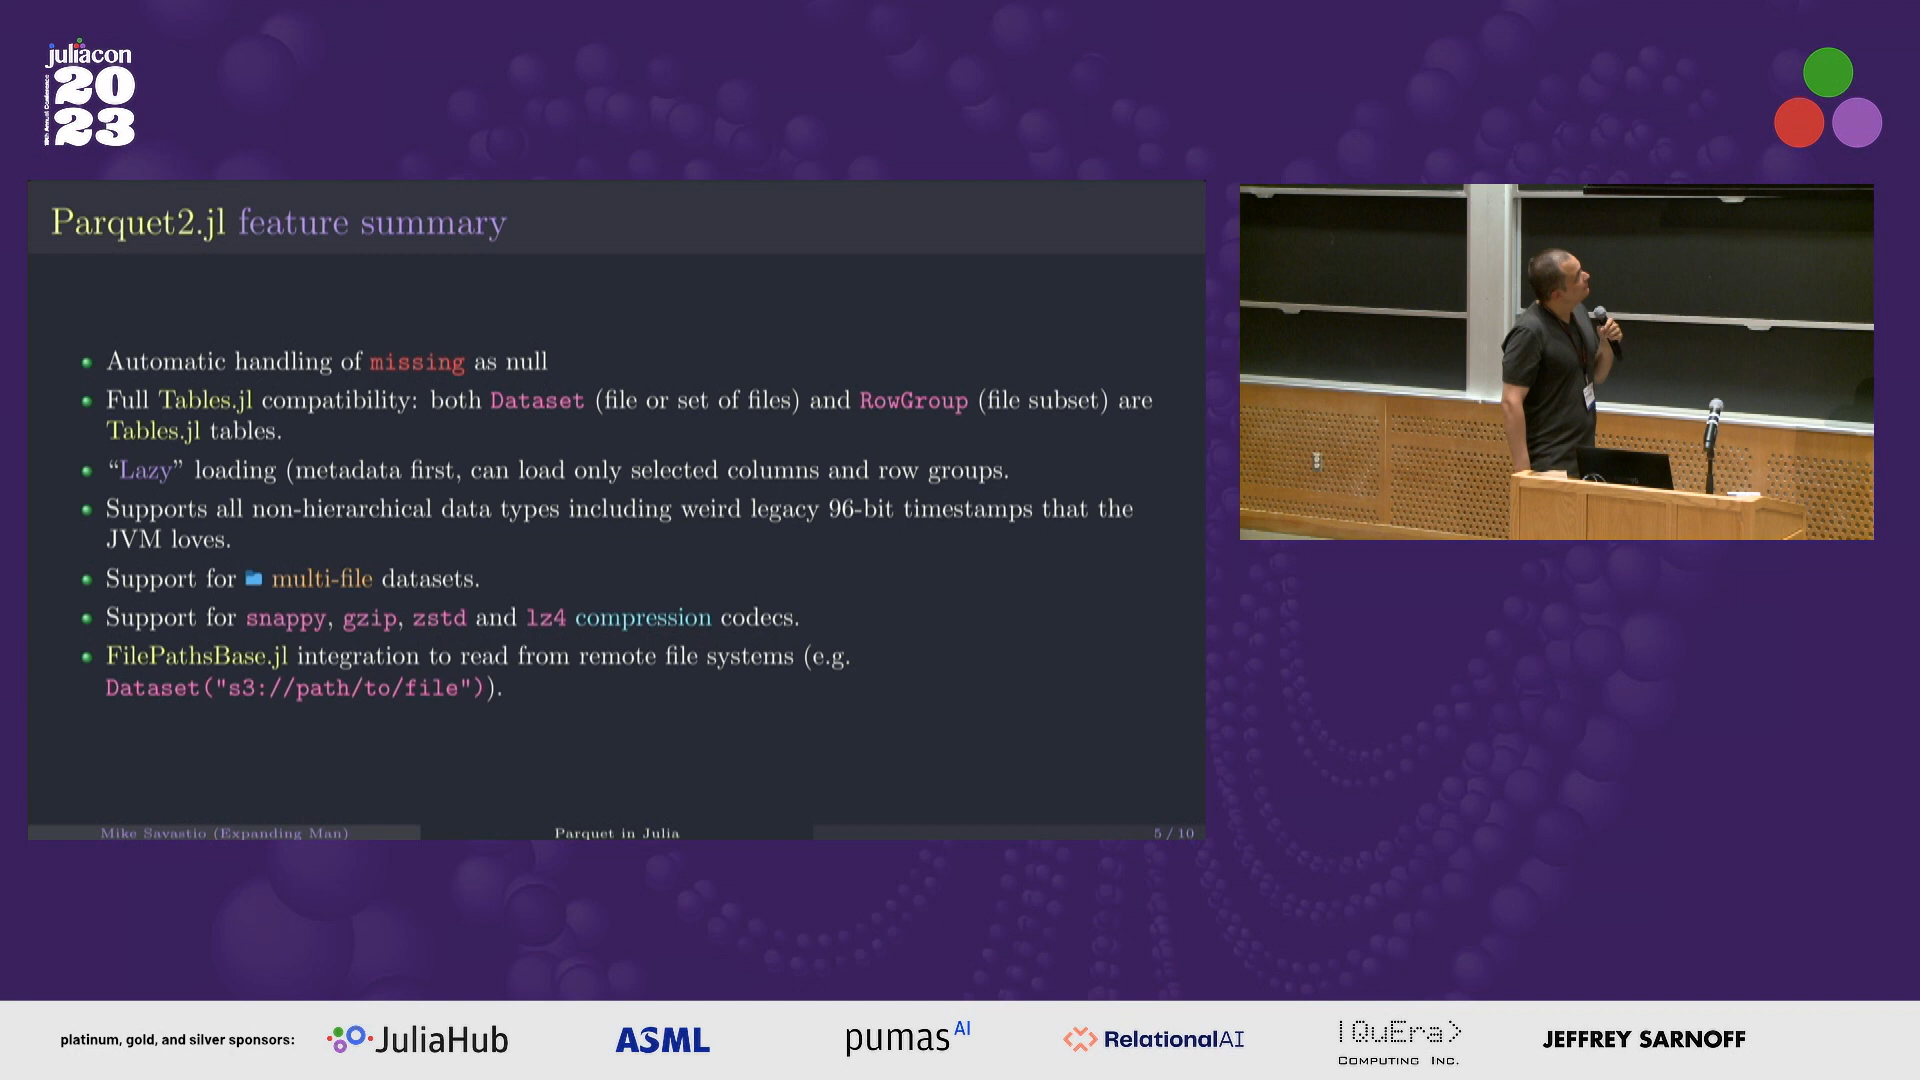 juliacon
20
23
Parquet2.jl feature summary
Automatic handling of missing as null
Full Tables.jl compatibility: both Dataset (file or set of files) and RowGroup (file subset) are
Tables.jl tables.
“Lazy” loading (metadata first, can load only selected columns and row groups.
Supports all non-hierarchical data types including weird legacy 96-bit timestamps that the
JVM loves.
Support for multi-file datasets.
Support for snappy, gzip, zstd and lz4 compression codecs.
FilePathsBase.jl integration to read from remote file systems (e.g.
Dataset("s3://path/to/file")).
Mike Savastio (Expanding Man)
Parquet in Julia
5 / 10
platinum, gold, and silver sponsors:
JuliaHub
ASML
pumas AI
RelationalAI
|QuEra>
COMPUTING INC.
JEFFREY SARNOFF